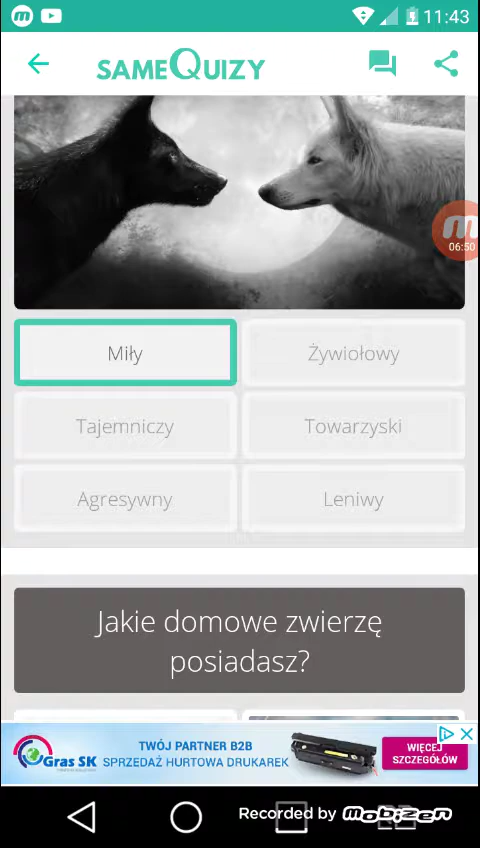 11:43
SAMEQUIZY
06:50
Miły
Żywiołowy
Tajemniczy
Towarzyski
Agresywny
Leniwy
Jakie domowe zwierzę
posiadasz?
Gras SK
TWÓJ PARTNER B2B
SPRZEDAŻ HURTOWA DRUKAREK
WIĘCEJ
SZCZEGÓŁÓW
Recorded by Mobizen